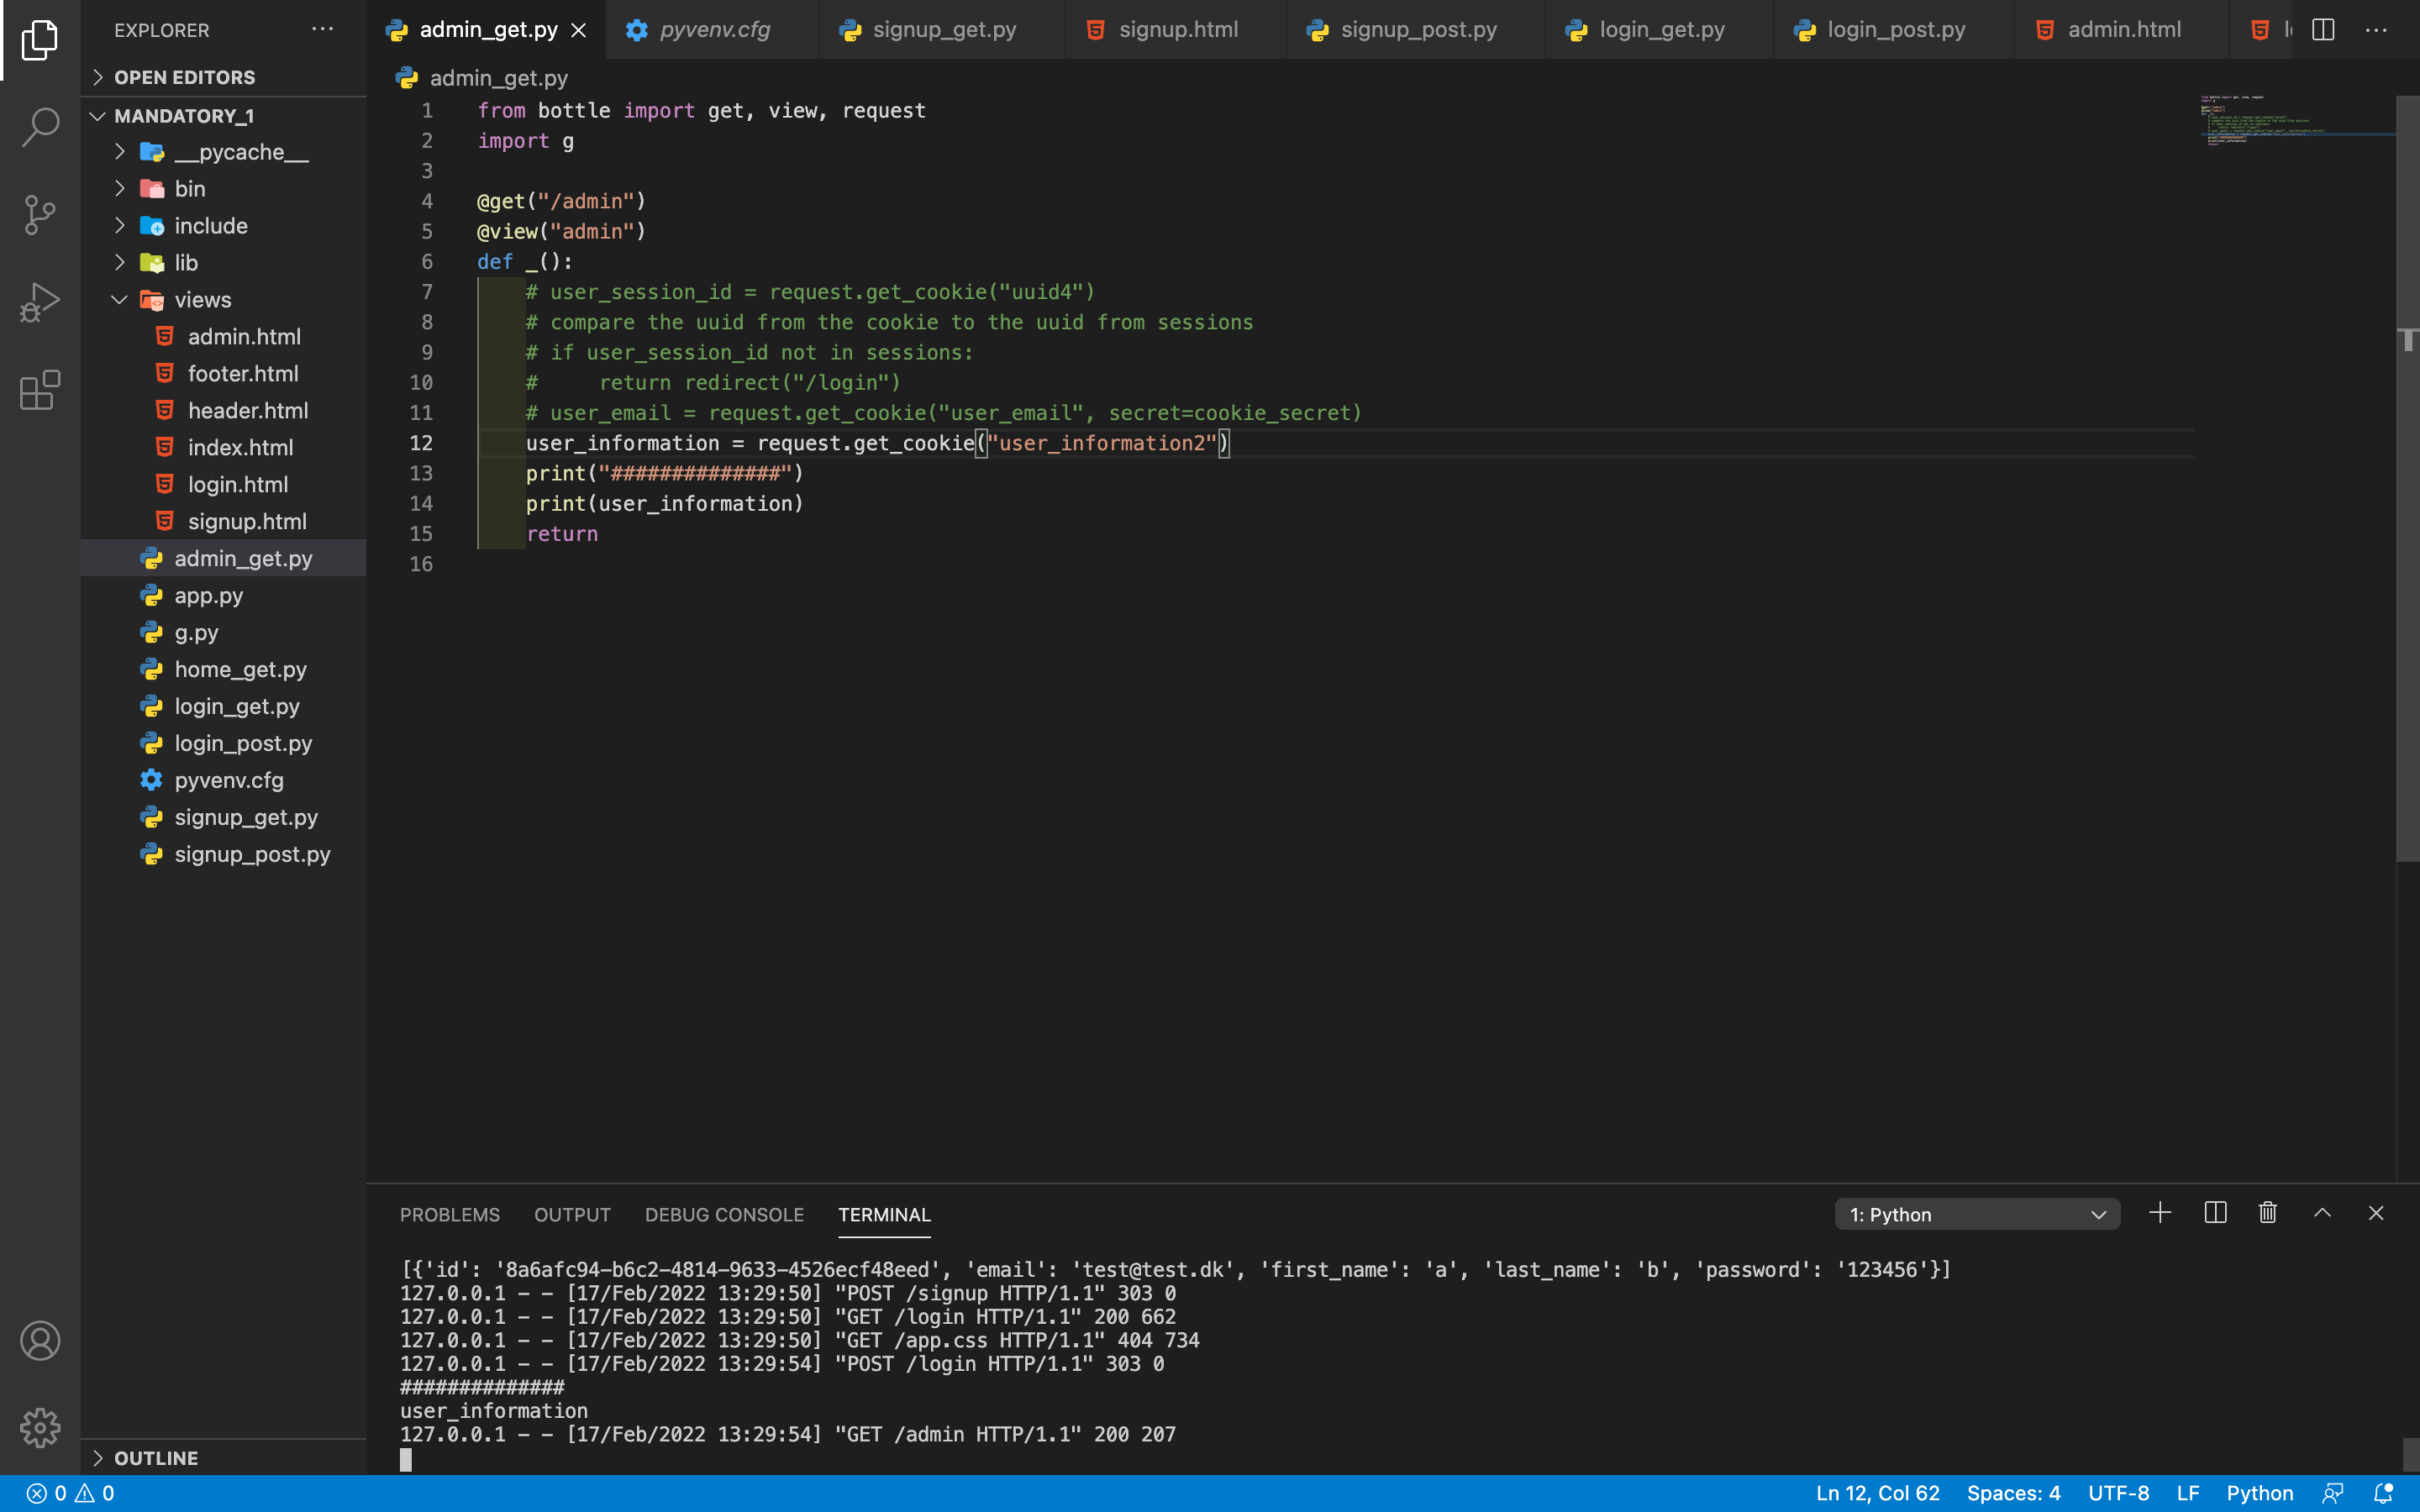 EXPLORER
OPEN EDITORS
MANDATORY_1
__pycache__
bin
include
lib
views
admin.html
footer.html
header.html
index.html
login.html
signup.html
admin_get.py
app.py
g.py
home_get.py
login_get.py
login_post.py
pyvenv.cfg
signup_get.py
signup_post.py
OUTLINE
admin_get.py pyvenv.cfg signup_get.py signup.html signup_post.py login_get.py login_post.py admin.html
admin_get.py
1 from bottle import get, view, request
2 import g
3
4 @get("/admin")
5 @view("admin")
6 def _():
7     # user_session_id = request.get_cookie("uuid4")
8     # compare the uuid from the cookie to the uuid from sessions
9     # if user_session_id not in sessions:
10     #     return redirect("/login")
11     # user_email = request.get_cookie("user_email", secret=cookie_secret)
12     user_information = request.get_cookie("user_information2")
13     print("##############")
14     print(user_information)
15     return
16
PROBLEMS OUTPUT DEBUG CONSOLE TERMINAL 1: Python
[{'id': '8a6afc94-b6c2-4814-9633-4526ecf48eed', 'email': 'test@test.dk', 'first_name': 'a', 'last_name': 'b', 'password': '123456'}]
127.0.0.1 - - [17/Feb/2022 13:29:50] "POST /signup HTTP/1.1" 303 0
127.0.0.1 - - [17/Feb/2022 13:29:50] "GET /login HTTP/1.1" 200 662
127.0.0.1 - - [17/Feb/2022 13:29:50] "GET /app.css HTTP/1.1" 404 734
127.0.0.1 - - [17/Feb/2022 13:29:54] "POST /login HTTP/1.1" 303 0
##############
user_information
127.0.0.1 - - [17/Feb/2022 13:29:54] "GET /admin HTTP/1.1" 200 207
0 0 Ln 12, Col 62 Spaces: 4 UTF-8 LF Python